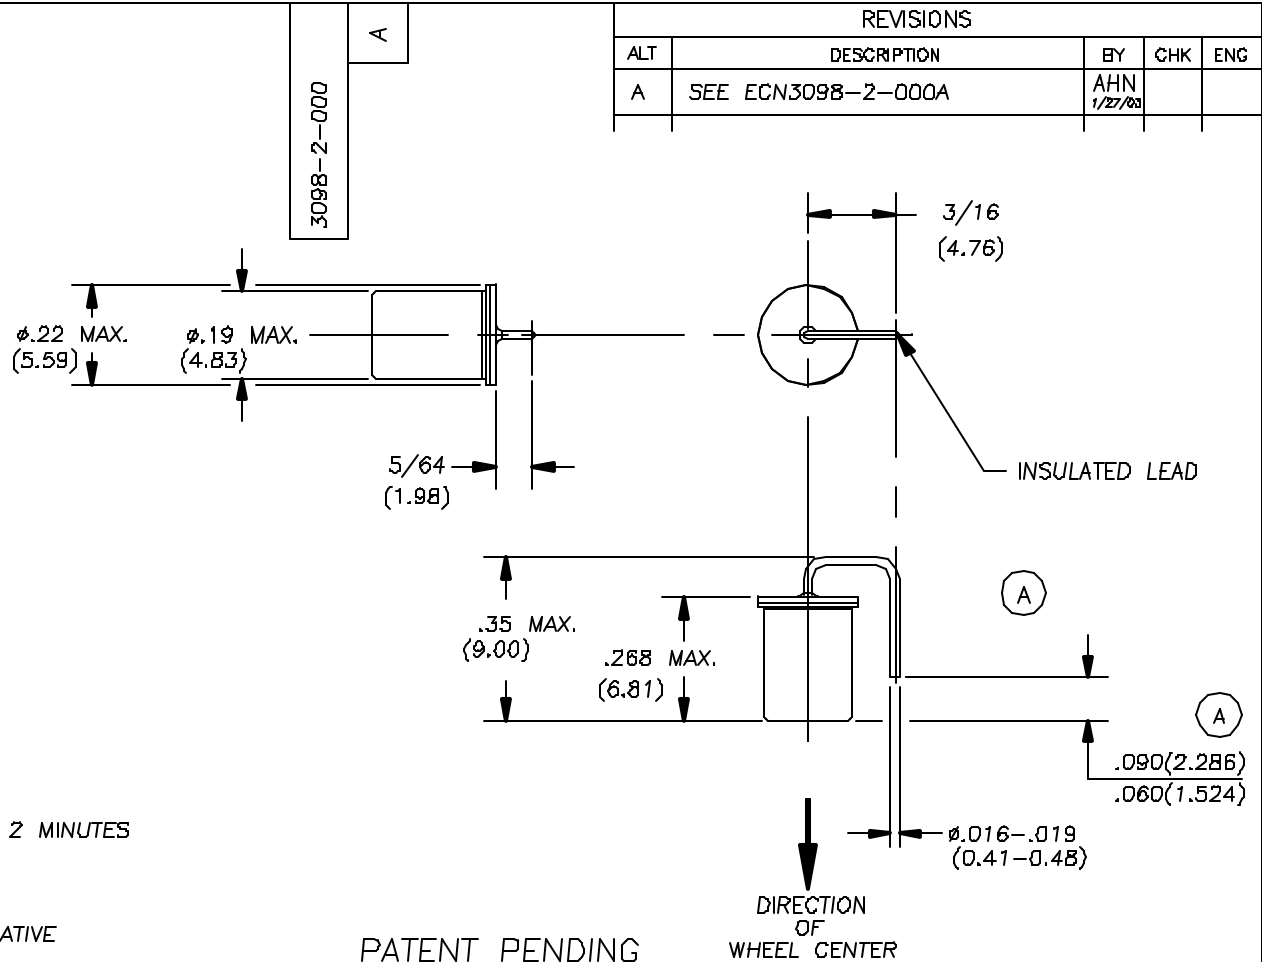 3098-2-000
A
REVISIONS
ALT DESCRIPTION BY CHK ENG
A SEE ECN3098-2-000A AHN
1/27/03
3/16
(4.76)
ø.22 MAX.
(5.59)
ø.19 MAX.
(4.83)
5/64
(1.98)
INSULATED LEAD
A
.35 MAX.
(9.00)
.268 MAX.
(6.81)
A
.090(2.286)
.060(1.524)
ø.016-.019
(0.41-0.48)
2 MINUTES
DIRECTION
OF
WHEEL CENTER
ATIVE
PATENT PENDING